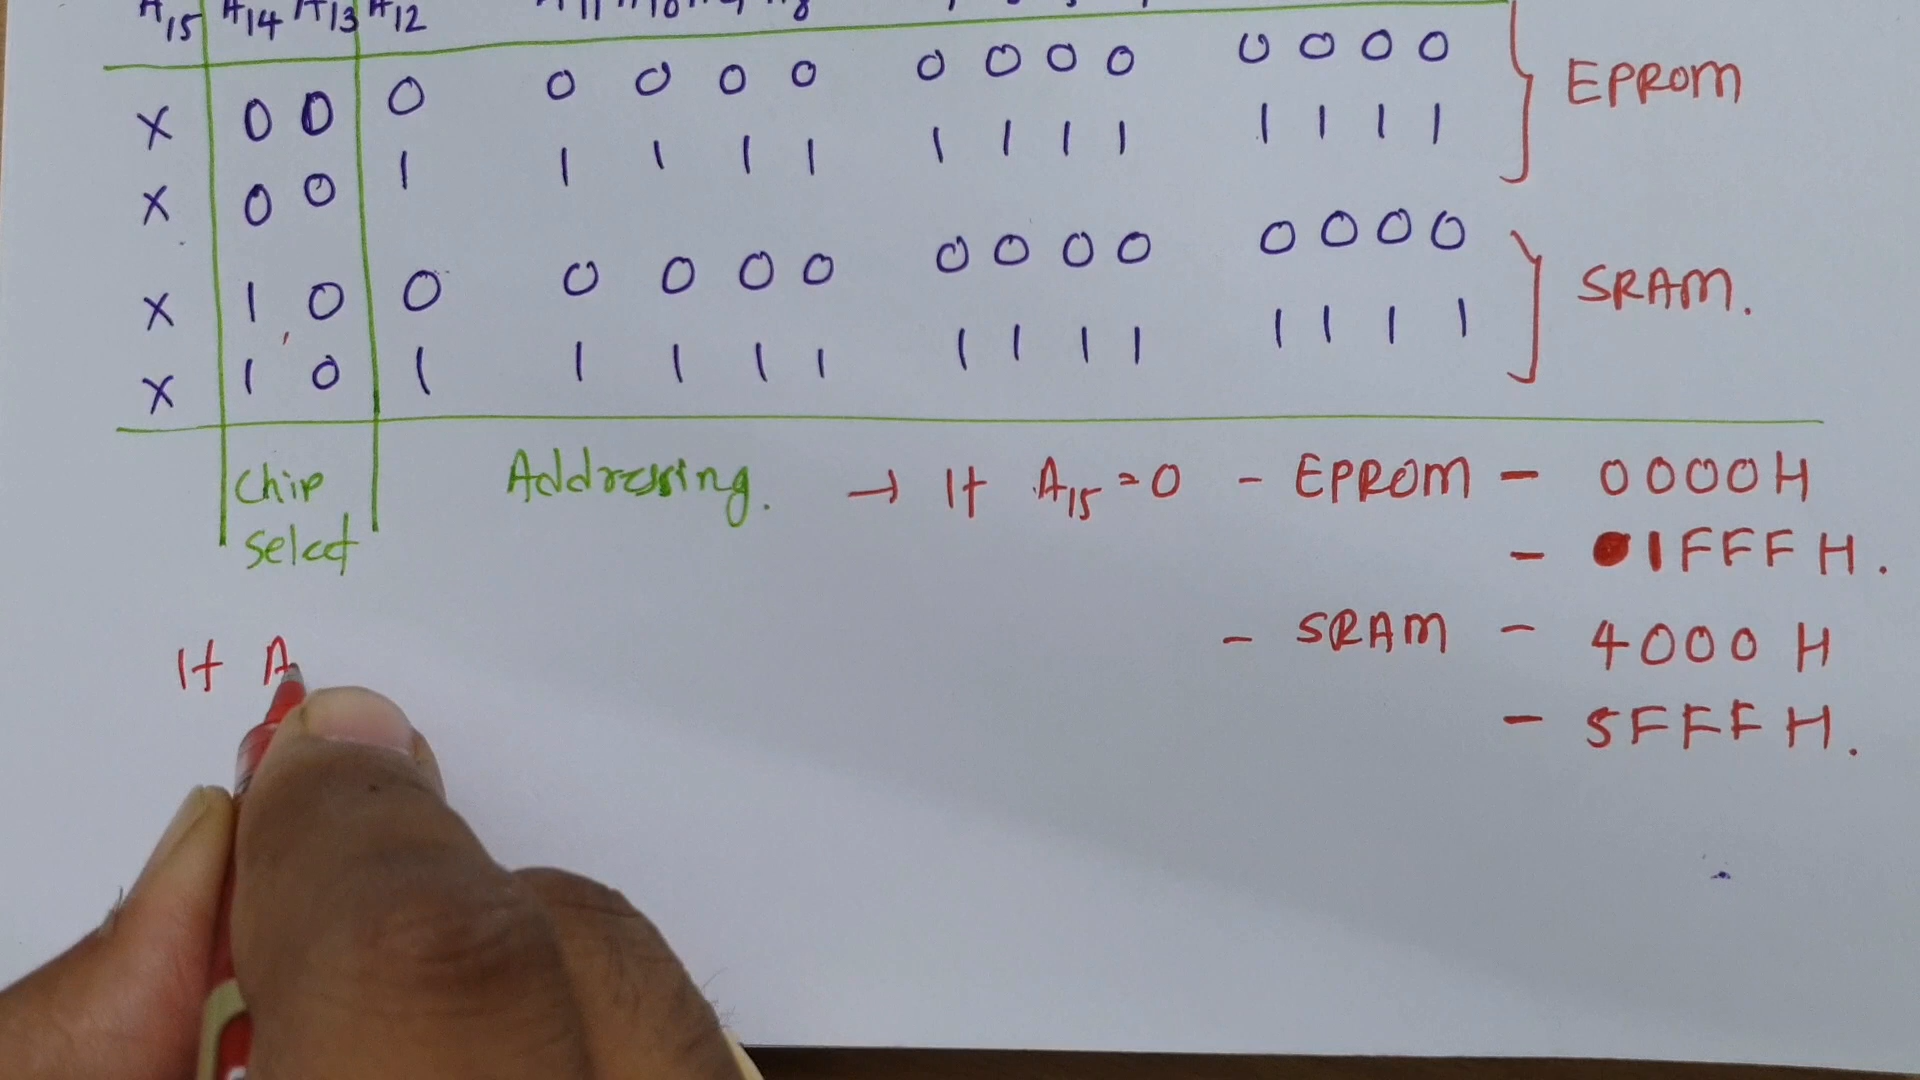 A15 A14 A13 A12
X 0 0 0 0 0 0 0 0 0 0 0 0 0 0 0 EPROM
X 0 0 1 1 1 1 1 1 1 1 1 1 1 1 1
X 1 0 0 0 0 0 0 0 0 0 0 0 0 0 0 SRAM.
X 1 0 1 1 1 1 1 1 1 1 1 1 1 1 1
Chip Select
Addressing. → If A15 = 0 - EPROM - 0000H
- 1FFFH.
- SRAM - 4000H
- 5FFFH.
If A